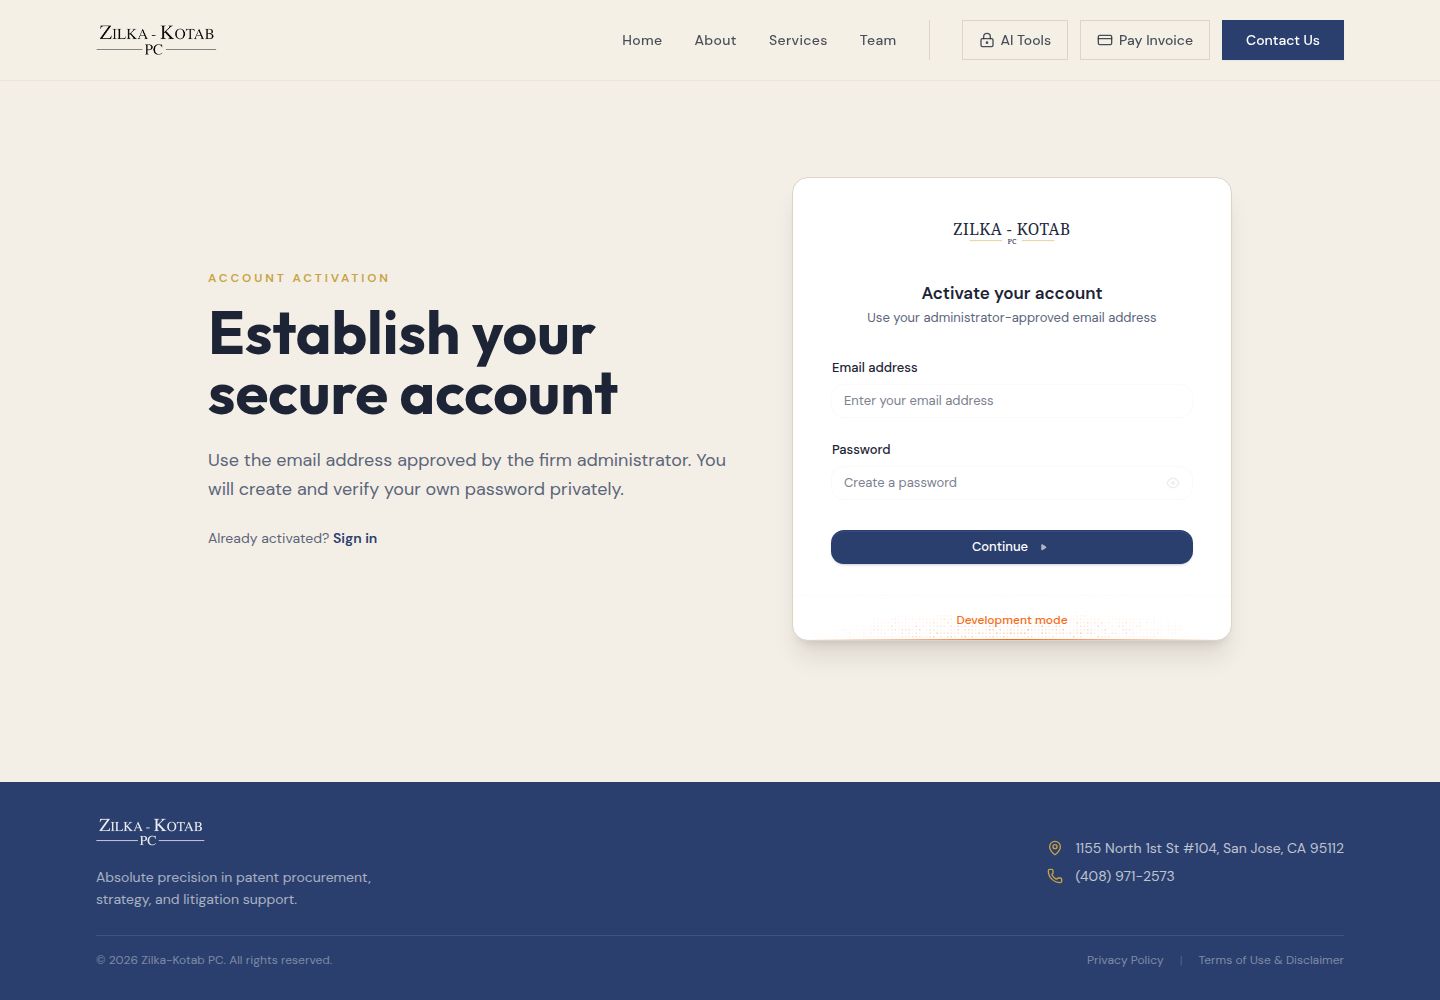 ZILKA - KOTAB
PC
Home
About
Services
Team
AI Tools
Pay Invoice
Contact Us
ACCOUNT ACTIVATION
Establish your
secure account
Use the email address approved by the firm administrator. You
will create and verify your own password privately.
Already activated? Sign in
ZILKA - KOTAB
PC
Activate your account
Use your administrator-approved email address
Email address
Enter your email address
Password
Create a password
Continue
Development mode
ZILKA - KOTAB
PC
Absolute precision in patent procurement,
strategy, and litigation support.
1155 North 1st St #104, San Jose, CA 95112
(408) 971-2573
© 2026 Zilka-Kotab PC. All rights reserved.
Privacy Policy | Terms of Use & Disclaimer